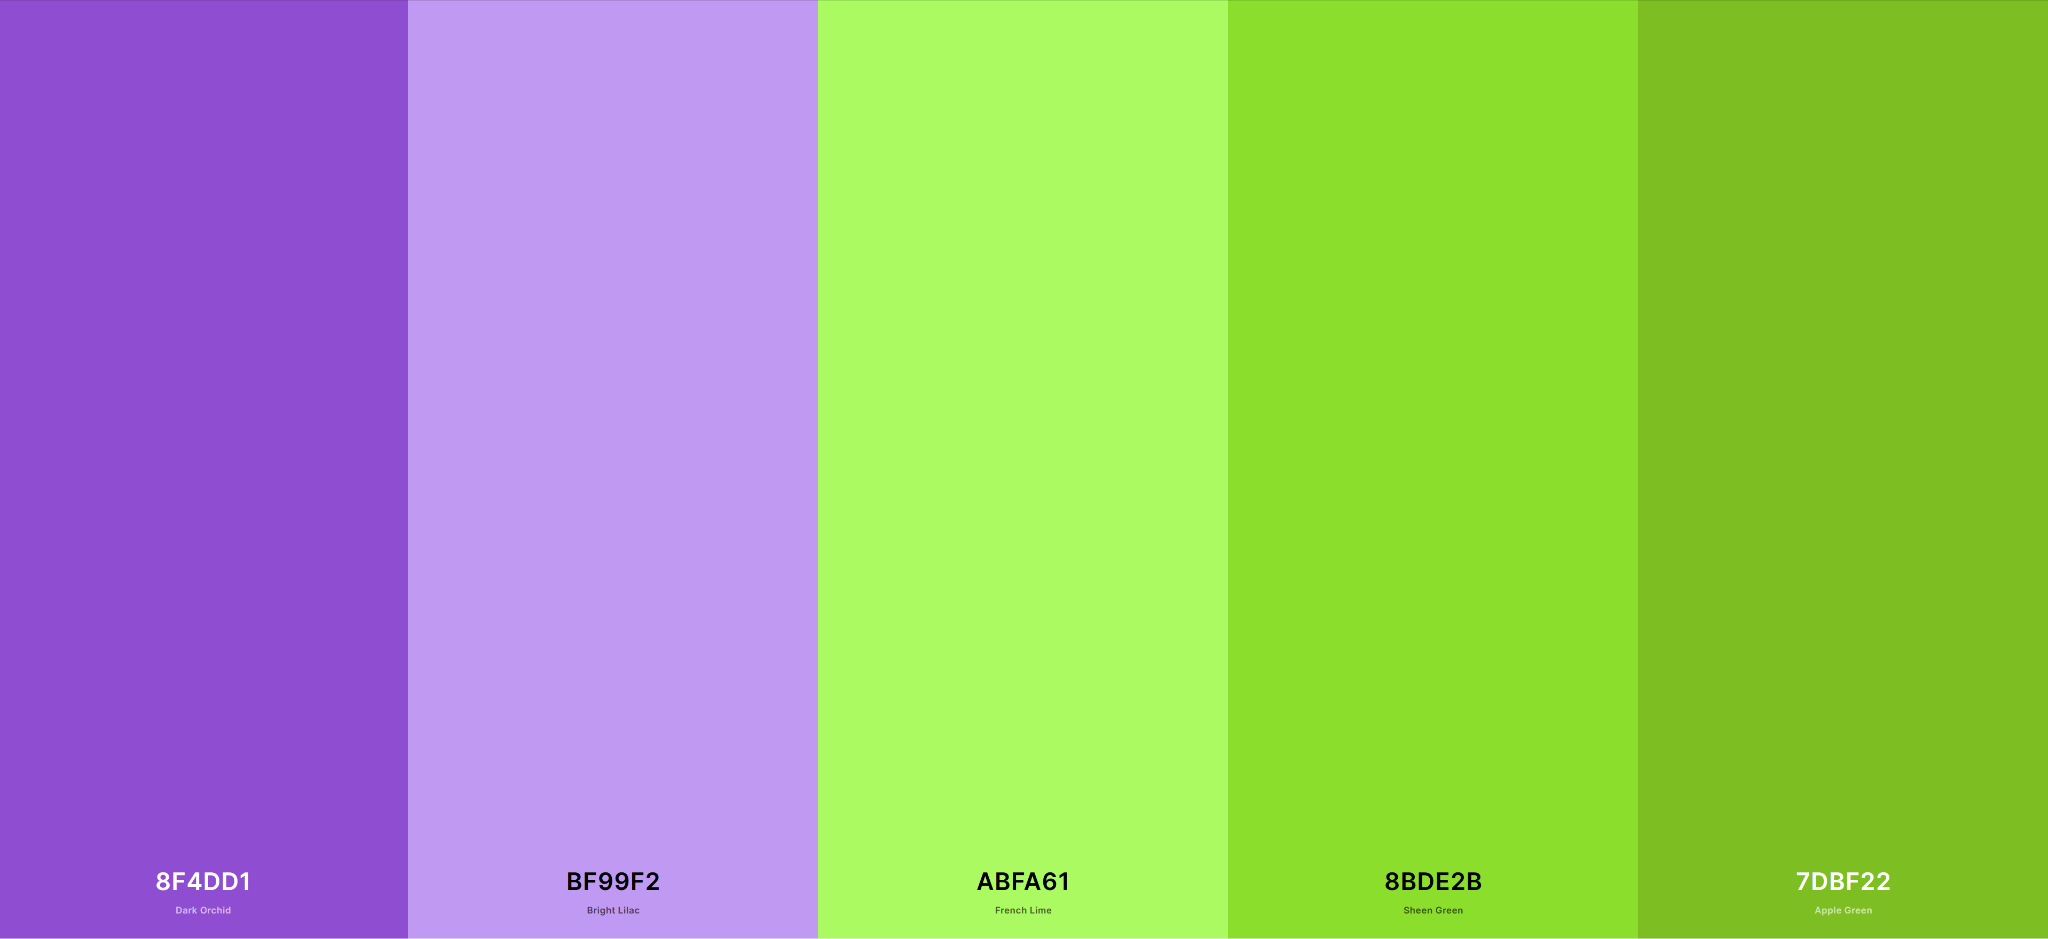 8F4DD1
Dark Orchid
BF99F2
Bright Lilac
ABFA61
French Lime
8BDE2B
Sheen Green
7DBF22
Apple Green